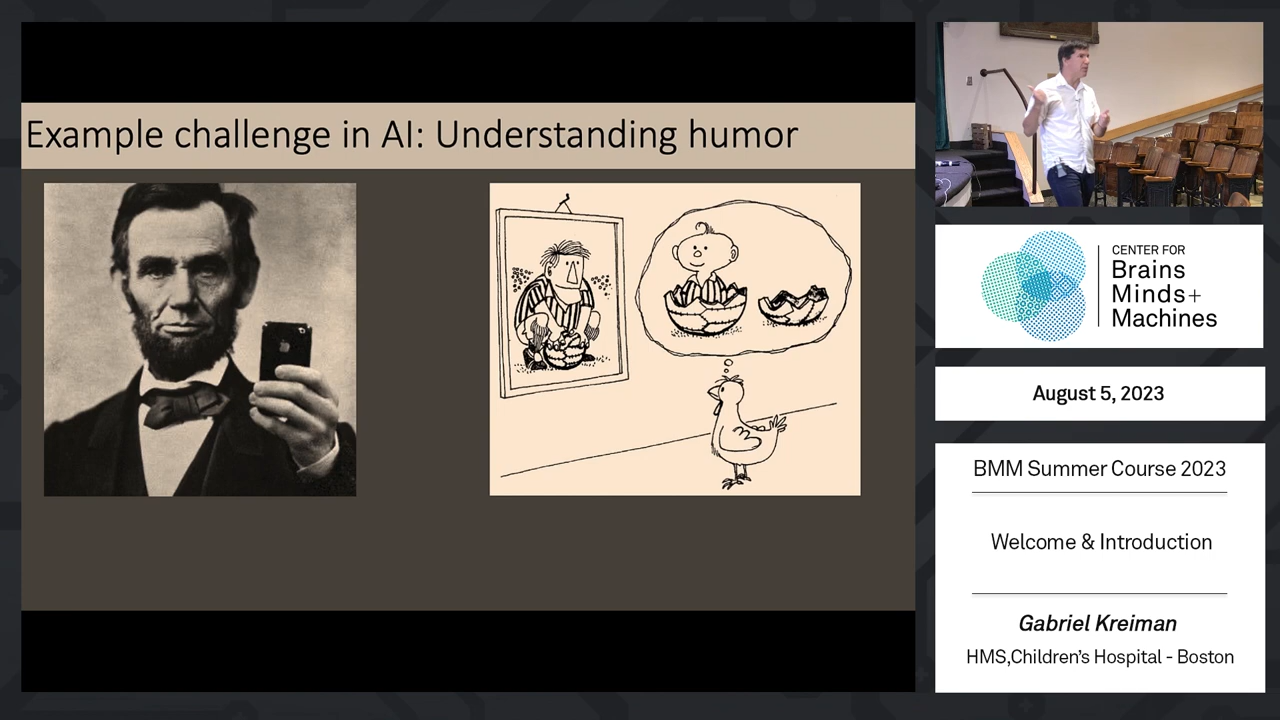 Example challenge in AI: Understanding humor
CENTER FOR
Brains
Minds+
Machines
August 5, 2023
BMM Summer Course 2023
Welcome & Introduction
Gabriel Kreiman
HMS,Children's Hospital - Boston